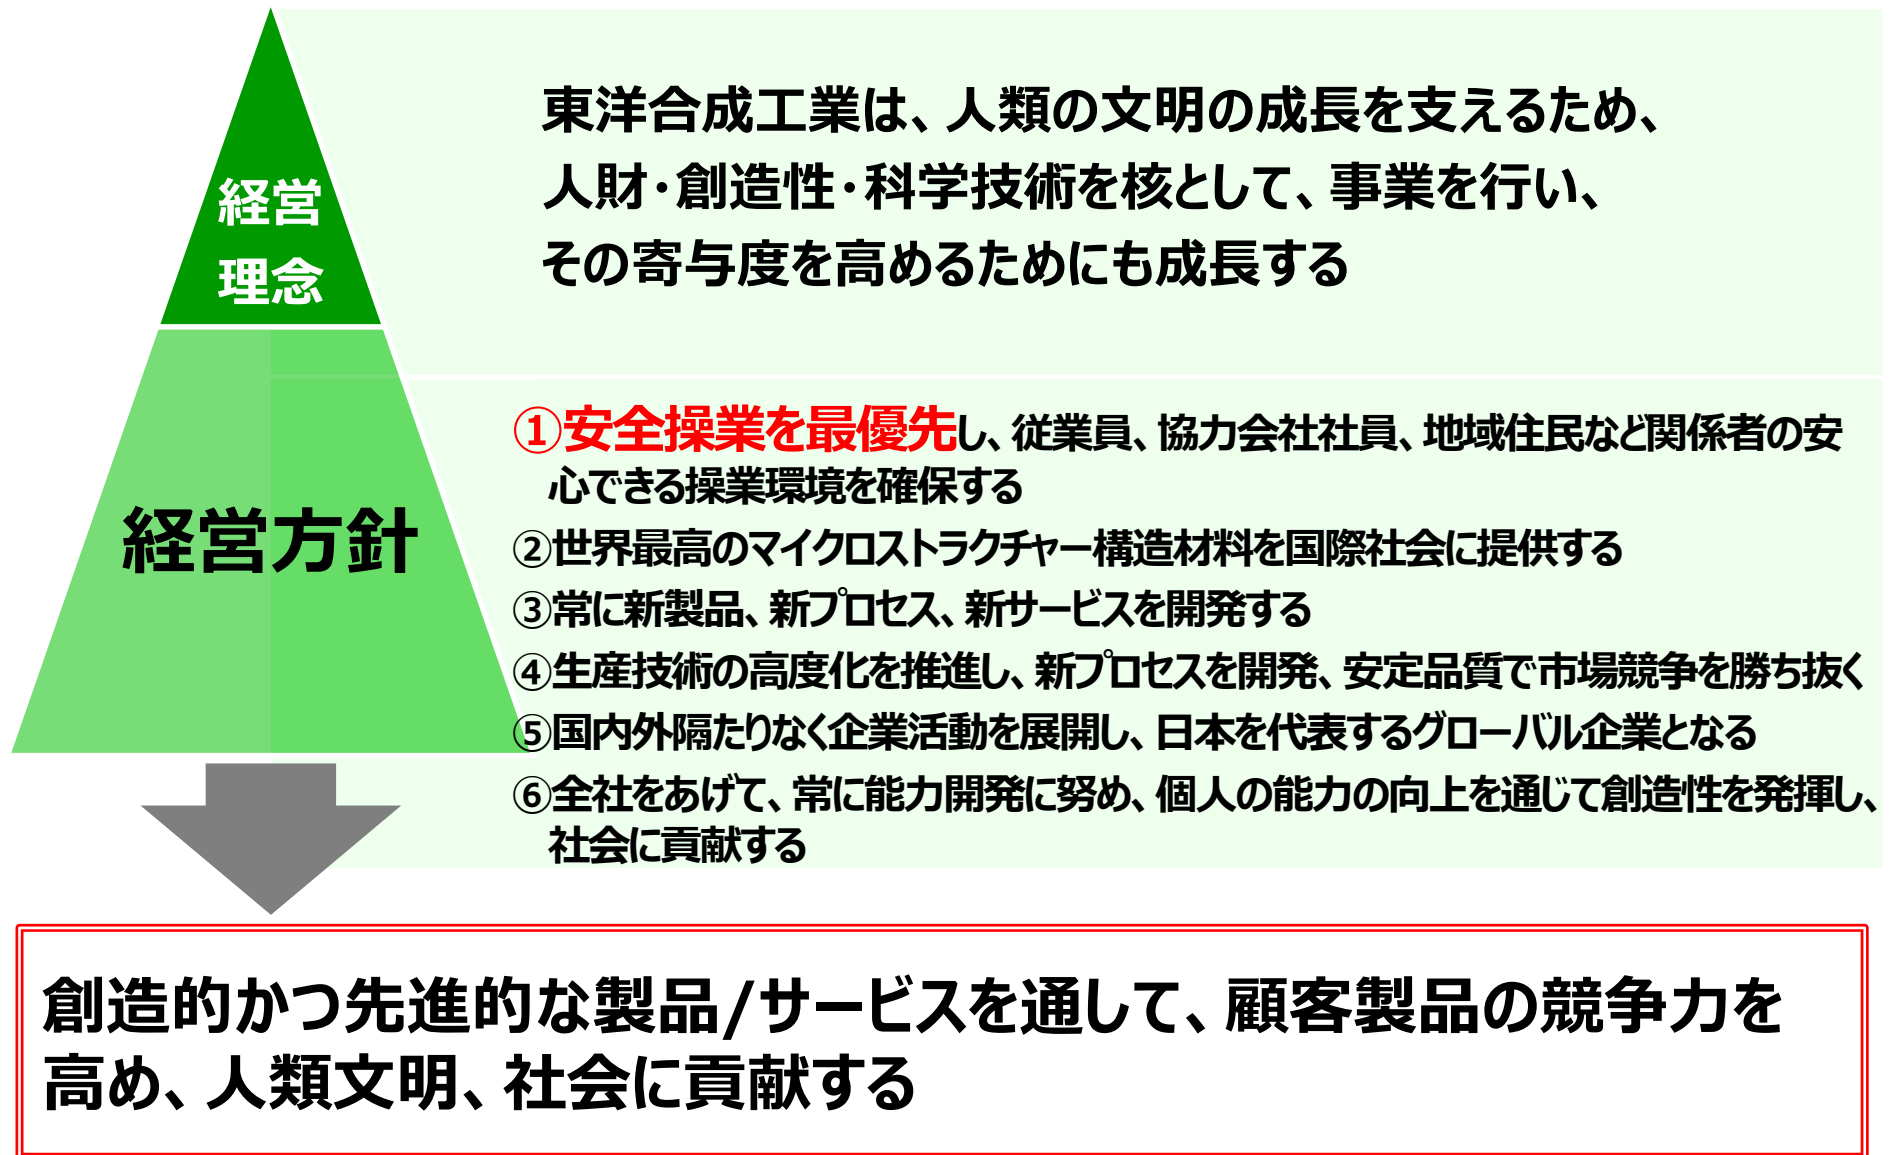 経営
理念
東洋合成工業は、人類の文明の成長を支えるため、
人財・創造性・科学技術を核として、事業を行い、
その寄与度を高めるためにも成長する
経営方針
①安全操業を最優先し、従業員、協力会社社員、地域住民など関係者の安
心できる操業環境を確保する
②世界最高のマイクロストラクチャー構造材料を国際社会に提供する
③常に新製品、新プロセス、新サービスを開発する
④生産技術の高度化を推進し、新プロセスを開発、安定品質で市場競争を勝ち抜く
⑤国内外隔たりなく企業活動を展開し、日本を代表するグローバル企業となる
⑥全社をあげて、常に能力開発に努め、個人の能力の向上を通じて創造性を発揮し、
社会に貢献する
創造的かつ先進的な製品/サービスを通して、顧客製品の競争力を
高め、人類文明、社会に貢献する